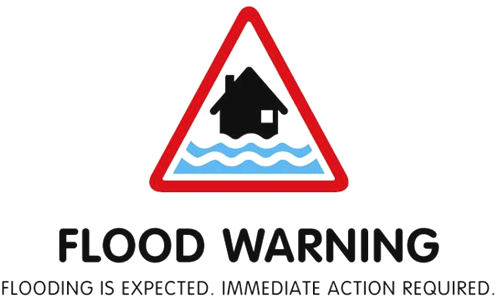 FLOOD WARNING
FLOODING IS EXPECTED. IMMEDIATE ACTION REQUIRED.